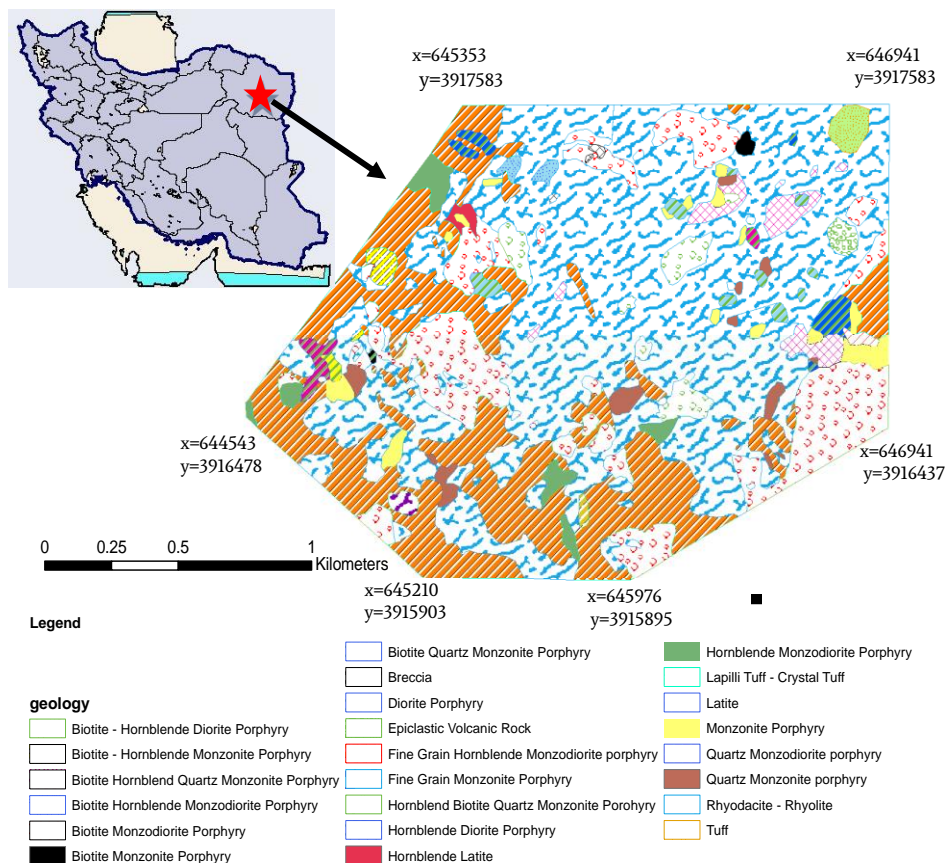 x=645353
y=3917583
x=646941
y=3917583
x=644543
y=3916478
x=646941
y=3916437
0 0.25 0.5 1
Kilometers
x=645210
y=3915903
x=645976
y=3915895
Legend
geology
Biotite - Hornblende Diorite Porphyry
Biotite - Hornblende Monzonite Porphyry
Biotite Hornblend Quartz Monzonite Porphyry
Biotite Hornblende Monzodiorite Porphyry
Biotite Monzodiorite Porphyry
Biotite Monzonite Porphyry
Biotite Quartz Monzonite Porphyry
Breccia
Diorite Porphyry
Epiclastic Volcanic Rock
Fine Grain Hornblende Monzodiorite porphyry
Fine Grain Monzonite Porphyry
Hornblend Biotite Quartz Monzonite Porohyry
Hornblende Diorite Porphyry
Hornblende Latite
Hornblende Monzodiorite Porphyry
Lapilli Tuff - Crystal Tuff
Latite
Monzonite Porphyry
Quartz Monzodiorite porphyry
Quartz Monzonite porphyry
Rhyodacite - Rhyolite
Tuff